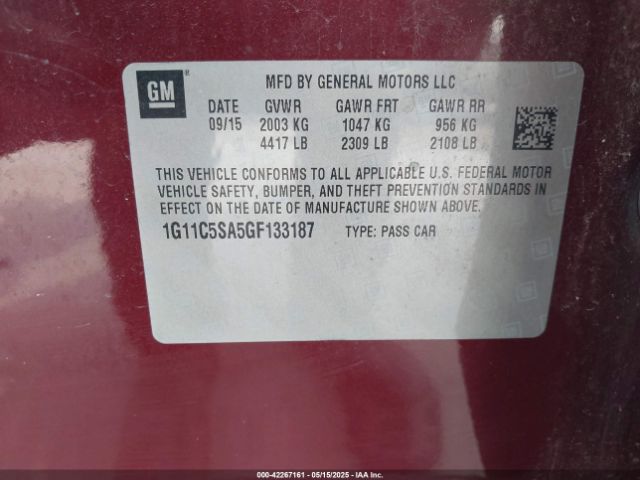 GM
MFD BY GENERAL MOTORS LLC
DATE GVWR GAWR FRT GAWR RR
09/15 2003 KG 1047 KG 956 KG
4417 LB 2309 LB 2108 LB
THIS VEHICLE CONFORMS TO ALL APPLICABLE U.S. FEDERAL MOTOR
VEHICLE SAFETY, BUMPER, AND THEFT PREVENTION STANDARDS IN
EFFECT ON THE DATE OF MANUFACTURE SHOWN ABOVE.
1G11C5SA5GF133187 TYPE: PASS CAR
000-42267161 - 05/15/2025 - IAA Inc.